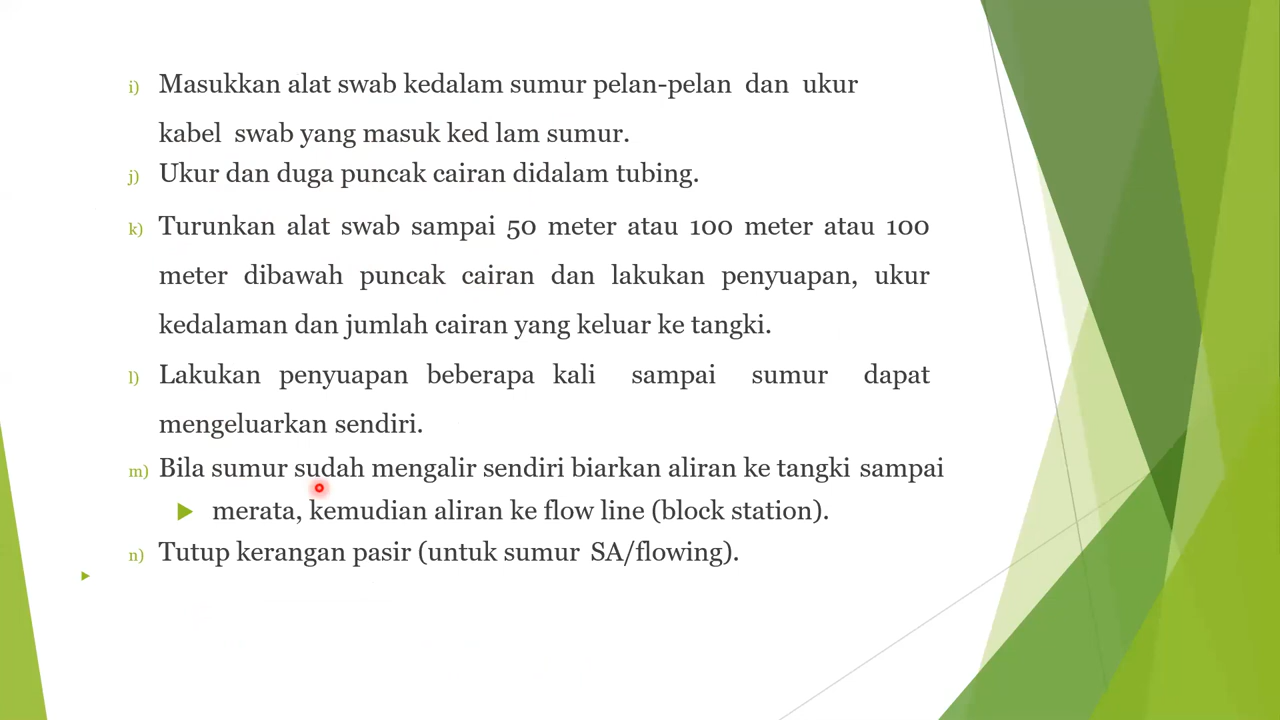 i) Masukkan alat swab kedalam sumur pelan-pelan dan ukur
kabel swab yang masuk ked lam sumur.
j) Ukur dan duga puncak cairan didalam tubing.
k) Turunkan alat swab sampai 50 meter atau 100 meter atau 100
meter dibawah puncak cairan dan lakukan penyuapan, ukur
kedalaman dan jumlah cairan yang keluar ke tangki.
l) Lakukan penyuapan beberapa kali sampai sumur dapat
mengeluarkan sendiri.
m) Bila sumur sudah mengalir sendiri biarkan aliran ke tangki sampai
merata, kemudian aliran ke flow line (block station).
n) Tutup kerangan pasir (untuk sumur SA/flowing).